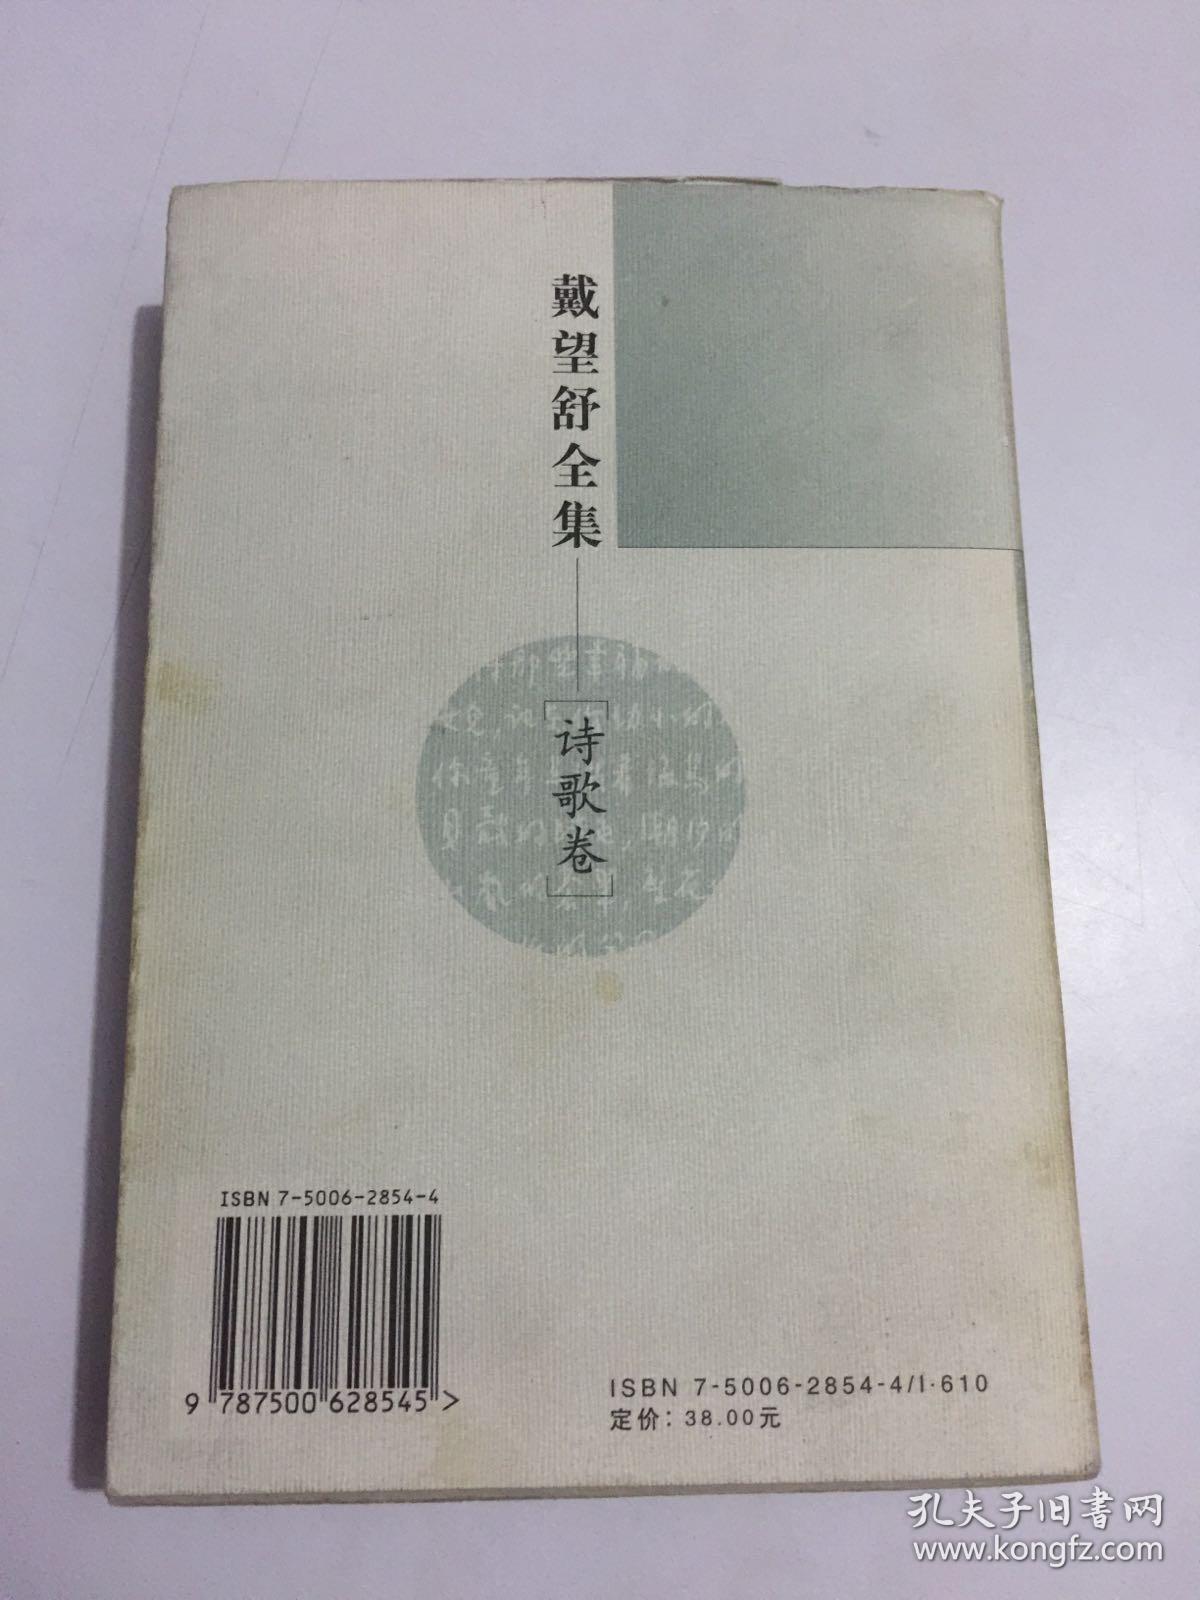 戴望舒全集
[诗歌卷]
ISBN 7-5006-2854-4
9 787500 628545 >
ISBN 7-5006-2854-4/I·610
定价：38.00元
孔夫子旧书网
www.kongfz.com